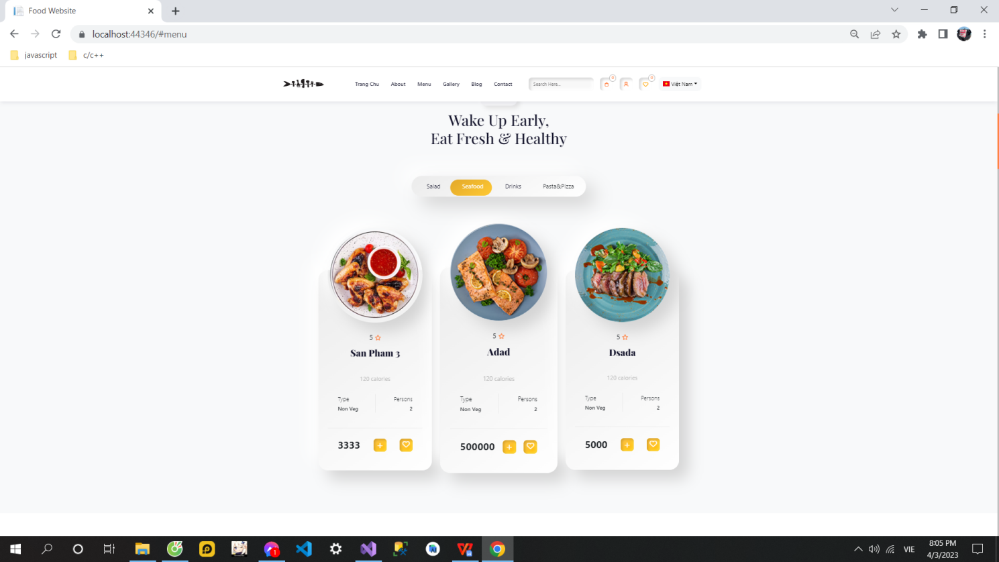 Food Website
localhost:44346/#menu
javascript
c/c++
Trang Chu
About
Menu
Gallery
Blog
Contact
Search Here...
0
0
Việt Nam
Wake Up Early,
Eat Fresh & Healthy
Salad
Seafood
Drinks
Pasta&Pizza
5
San Pham 3
120 calories
Type
Persons
Non Veg
2
3333
+
5
Adad
120 calories
Type
Persons
Non Veg
2
500000
+
5
Dsada
120 calories
Type
Persons
Non Veg
2
5000
+
1
VIE
8:05 PM
4/3/2023